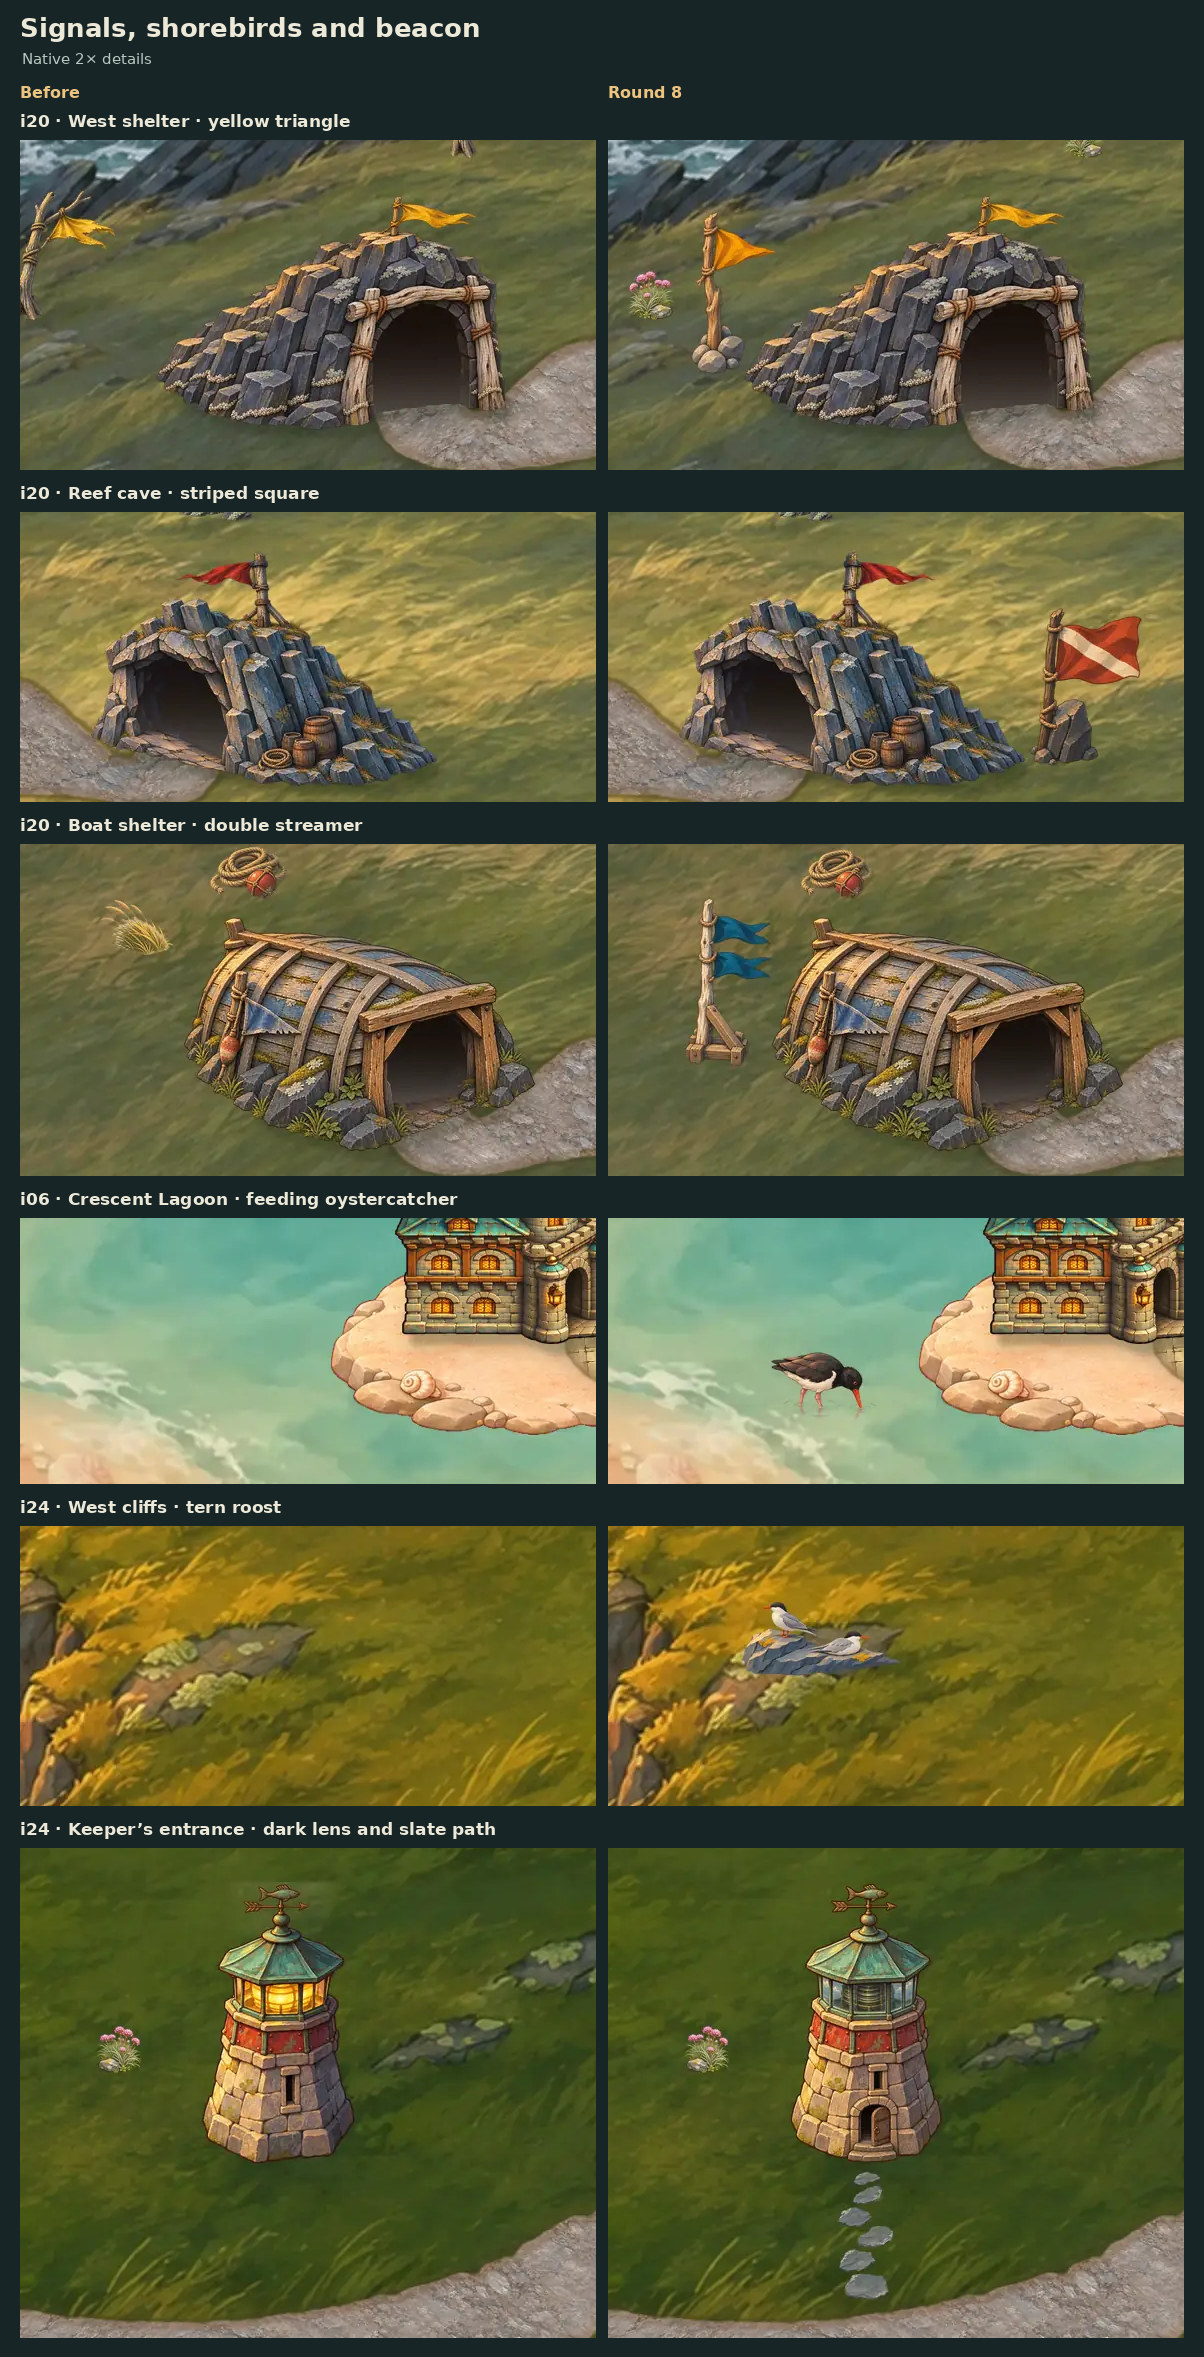 Signals, shorebirds and beacon
Native 2× details
Before
Round 8
i20 · West shelter · yellow triangle
i20 · Reef cave · striped square
i20 · Boat shelter · double streamer
i06 · Crescent Lagoon · feeding oystercatcher
i24 · West cliffs · tern roost
i24 · Keeper’s entrance · dark lens and slate path